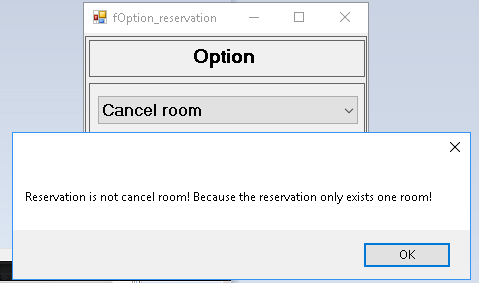 fOption_reservation
Option
Cancel room
Reservation is not cancel room! Because the reservation only exists one room!
OK